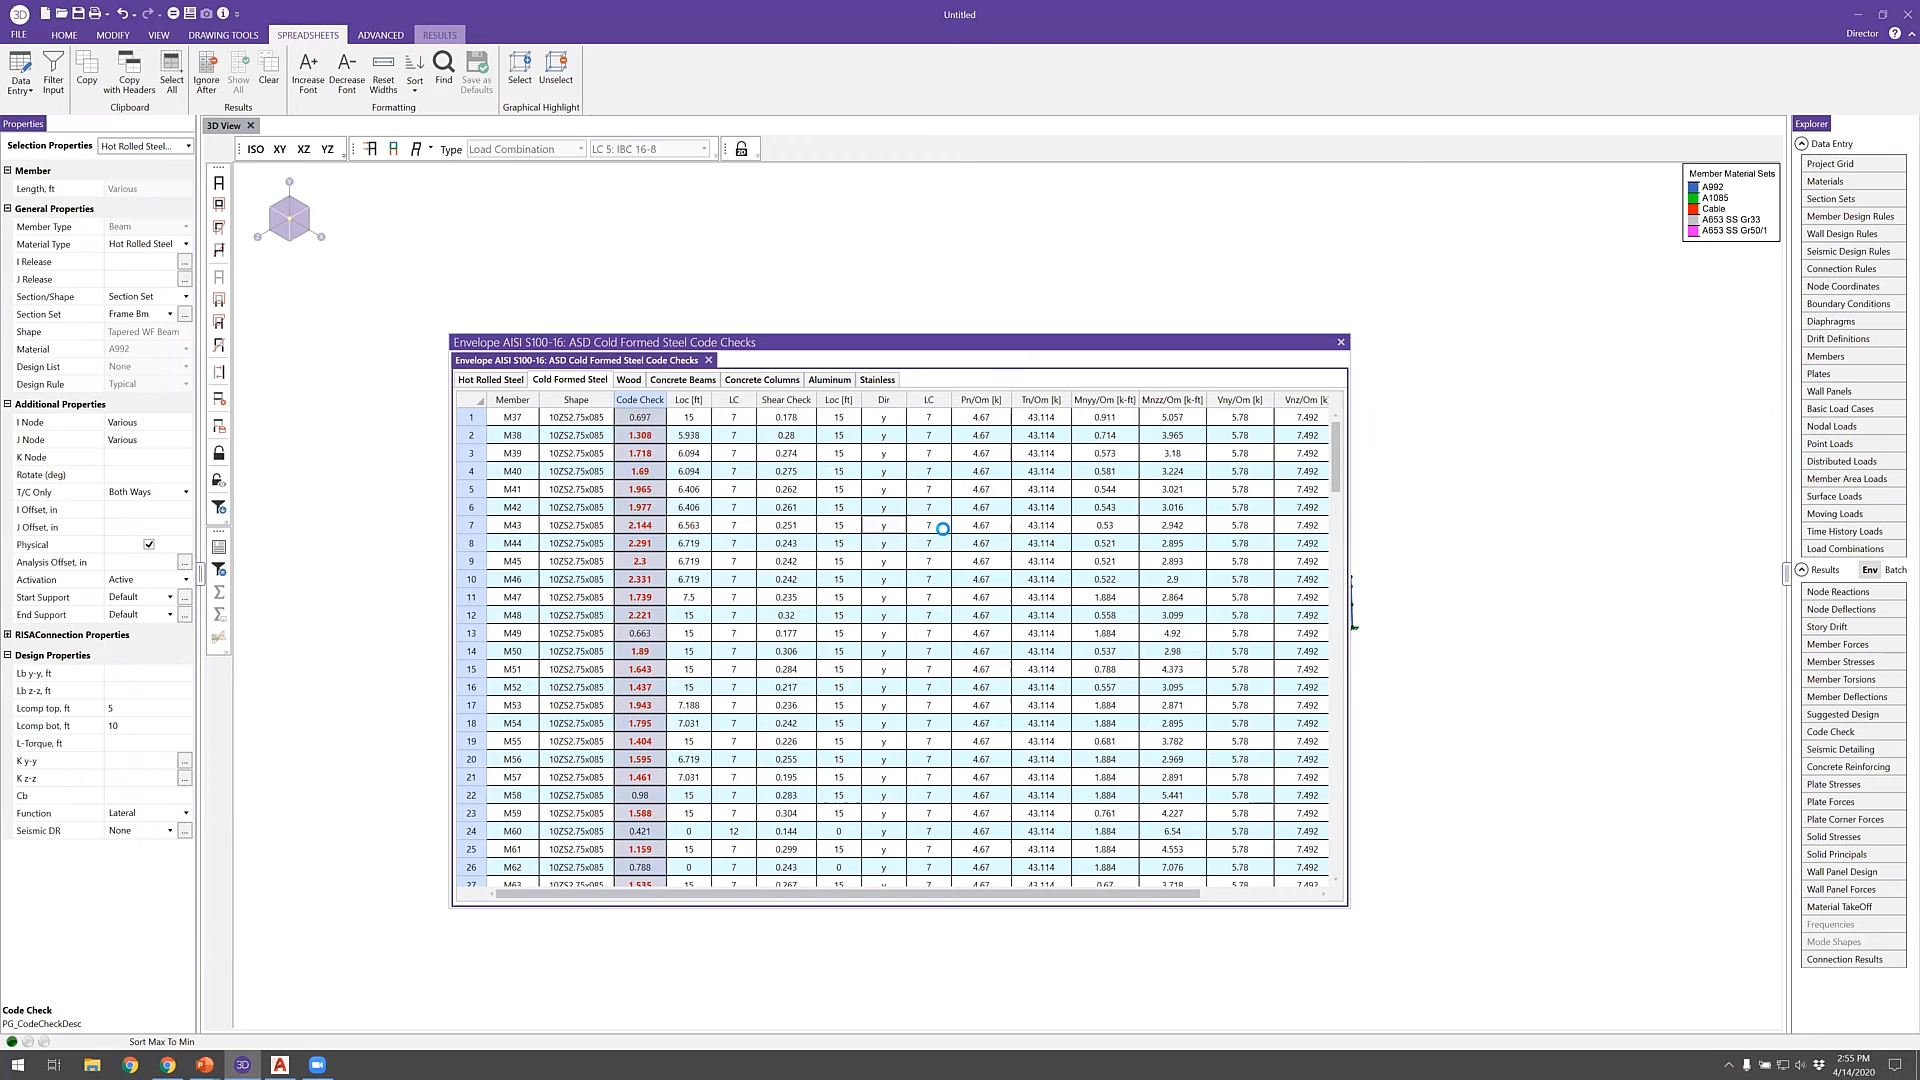 3D Untitled
FILE HOME MODIFY VIEW DRAWING TOOLS SPREADSHEETS ADVANCED RESULTS Director
Data Entry Filter Input Copy Copy with Headers Select All Ignore After Show All Clear Increase Font Decrease Font Reset Widths Sort Find Save as Defaults Select Unselect
Clipboard Results Formatting Graphical Highlight
Properties
Selection Properties Hot Rolled Steel...
Member
Length, ft Various
General Properties
Member Type Beam
Material Type Hot Rolled Steel
I Release ...
J Release ...
Section/Shape Section Set
Section Set Frame Bm ...
Shape Tapered WF Beam
Material A992
Design List None
Design Rule Typical
Additional Properties
I Node Various
J Node Various
K Node
Rotate (deg)
T/C Only Both Ways
I Offset, in
J Offset, in
Physical
Analysis Offset, in ...
Activation Active
Start Support Default ...
End Support Default ...
RISAConnection Properties
Design Properties
Lb y-y, ft
Lb z-z, ft
Lcomp top, ft 5
Lcomp bot, ft 10
L-Torque, ft
K y-y ...
K z-z ...
Cb
Function Lateral
Seismic DR None ...
Code Check
PG_CodeCheckDesc
3D View
ISO XY XZ YZ Type Load Combination LC 5: IBC 16-8
Y
Z X
Member Material Sets
A992
A1085
Cable
A653 SS Gr33
A653 SS Gr50/1
Envelope AISI S100-16: ASD Cold Formed Steel Code Checks
Envelope AISI S100-16: ASD Cold Formed Steel Code Checks
Hot Rolled Steel Cold Formed Steel Wood Concrete Beams Concrete Columns Aluminum Stainless
Member Shape Code Check Loc [ft] LC Shear Check Loc [ft] Dir LC Pn/Om [k] Tn/Om [k] Mnyy/Om [k-ft] Mnzz/Om [k-ft] Vny/Om [k] Vnz/Om [k]
1 M37 10ZS2.75x085 0.697 15 7 0.178 15 y 7 4.67 43.114 0.911 5.057 5.78 7.492
2 M38 10ZS2.75x085 1.308 5.938 7 0.28 15 y 7 4.67 43.114 0.714 3.965 5.78 7.492
3 M39 10ZS2.75x085 1.718 6.094 7 0.274 15 y 7 4.67 43.114 0.573 3.18 5.78 7.492
4 M40 10ZS2.75x085 1.69 6.094 7 0.275 15 y 7 4.67 43.114 0.581 3.224 5.78 7.492
5 M41 10ZS2.75x085 1.965 6.406 7 0.262 15 y 7 4.67 43.114 0.544 3.021 5.78 7.492
6 M42 10ZS2.75x085 1.977 6.406 7 0.261 15 y 7 4.67 43.114 0.543 3.016 5.78 7.492
7 M43 10ZS2.75x085 2.144 6.563 7 0.251 15 y 7 4.67 43.114 0.53 2.942 5.78 7.492
8 M44 10ZS2.75x085 2.291 6.719 7 0.243 15 y 7 4.67 43.114 0.521 2.895 5.78 7.492
9 M45 10ZS2.75x085 2.3 6.719 7 0.242 15 y 7 4.67 43.114 0.521 2.893 5.78 7.492
10 M46 10ZS2.75x085 2.331 6.719 7 0.242 15 y 7 4.67 43.114 0.522 2.9 5.78 7.492
11 M47 10ZS2.75x085 1.739 7.5 7 0.235 15 y 7 4.67 43.114 1.884 2.864 5.78 7.492
12 M48 10ZS2.75x085 2.221 15 7 0.32 15 y 7 4.67 43.114 0.558 3.099 5.78 7.492
13 M49 10ZS2.75x085 0.663 15 7 0.177 15 y 7 4.67 43.114 1.884 4.92 5.78 7.492
14 M50 10ZS2.75x085 1.89 15 7 0.306 15 y 7 4.67 43.114 0.537 2.98 5.78 7.492
15 M51 10ZS2.75x085 1.643 15 7 0.284 15 y 7 4.67 43.114 0.788 4.373 5.78 7.492
16 M52 10ZS2.75x085 1.437 15 7 0.217 15 y 7 4.67 43.114 0.557 3.095 5.78 7.492
17 M53 10ZS2.75x085 1.943 7.188 7 0.236 15 y 7 4.67 43.114 1.884 2.871 5.78 7.492
18 M54 10ZS2.75x085 1.795 7.031 7 0.242 15 y 7 4.67 43.114 1.884 2.895 5.78 7.492
19 M55 10ZS2.75x085 1.404 15 7 0.226 15 y 7 4.67 43.114 0.681 3.782 5.78 7.492
20 M56 10ZS2.75x085 1.595 6.719 7 0.255 15 y 7 4.67 43.114 1.884 2.969 5.78 7.492
21 M57 10ZS2.75x085 1.461 7.031 7 0.195 15 y 7 4.67 43.114 1.884 2.891 5.78 7.492
22 M58 10ZS2.75x085 0.98 15 7 0.283 15 y 7 4.67 43.114 1.884 5.441 5.78 7.492
23 M59 10ZS2.75x085 1.588 15 7 0.304 15 y 7 4.67 43.114 0.761 4.227 5.78 7.492
24 M60 10ZS2.75x085 0.421 0 12 0.144 0 y 7 4.67 43.114 1.884 6.54 5.78 7.492
25 M61 10ZS2.75x085 1.159 15 7 0.299 15 y 7 4.67 43.114 1.884 4.553 5.78 7.492
26 M62 10ZS2.75x085 0.788 0 7 0.243 0 y 7 4.67 43.114 1.884 7.076 5.78 7.492
27 M63 10ZS2.75x085 1.535 15 7 0.267 15 y 7 4.67 43.114 0.67 3.718 5.78 7.492
Explorer
Data Entry
Project Grid
Materials
Section Sets
Member Design Rules
Wall Design Rules
Seismic Design Rules
Connection Rules
Node Coordinates
Boundary Conditions
Diaphragms
Drift Definitions
Members
Plates
Wall Panels
Basic Load Cases
Nodal Loads
Point Loads
Distributed Loads
Member Area Loads
Surface Loads
Moving Loads
Time History Loads
Load Combinations
Results Env Batch
Node Reactions
Node Deflections
Story Drift
Member Forces
Member Stresses
Member Torsions
Member Deflections
Suggested Design
Code Check
Seismic Detailing
Concrete Reinforcing
Plate Stresses
Plate Forces
Plate Corner Forces
Solid Stresses
Solid Principals
Wall Panel Design
Wall Panel Forces
Material TakeOff
Frequencies
Mode Shapes
Connection Results
Sort Max To Min
3D
2:55 PM
4/14/2020